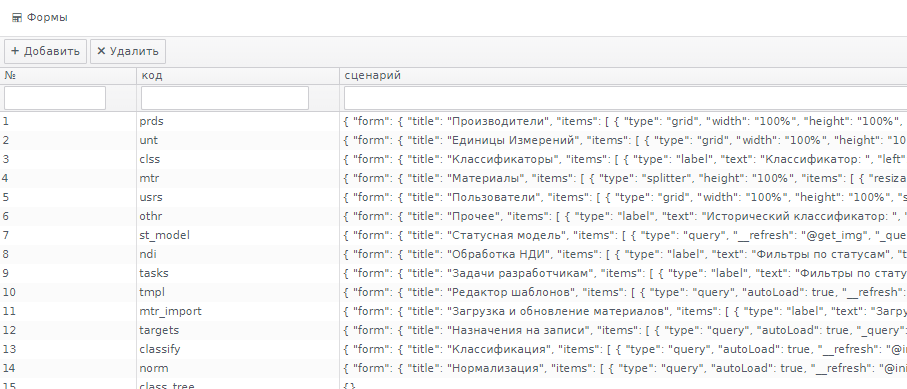 Формы
+ Добавить × Удалить
№ код сценарий
1 prds { "form": { "title": "Производители", "items": [ { "type": "grid", "width": "100%", "height": "100%",
2 unt { "form": { "title": "Единицы Измерений", "items": [ { "type": "grid", "width": "100%", "height": "10
3 clss { "form": { "title": "Классификаторы", "items": [ { "type": "label", "text": "Классификатор: ", "left"
4 mtr { "form": { "title": "Материалы", "items": [ { "type": "splitter", "height": "100%", "items": [ { "resiza
5 usrs { "form": { "title": "Пользователи", "items": [ { "type": "grid", "width": "100%", "height": "100%", "s
6 othr { "form": { "title": "Прочее", "items": [ { "type": "label", "text": "Исторический классификатор: ", "
7 st_model { "form": { "title": "Статусная модель", "items": [ { "type": "query", "__refresh": "@get_img", "_que
8 ndi { "form": { "title": "Обработка НДИ", "items": [ { "type": "label", "text": "Фильтры по статусам", "t
9 tasks { "form": { "title": "Задачи разработчикам", "items": [ { "type": "label", "text": "Фильтры по стату
10 tmpl { "form": { "title": "Редактор шаблонов", "items": [ { "type": "query", "autoLoad": true, "__refresh":
11 mtr_import { "form": { "title": "Загрузка и обновление материалов", "items": [ { "type": "label", "text": "Загру
12 targets { "form": { "title": "Назначения на записи", "items": [ { "type": "query", "autoLoad": true, "_query":
13 classify { "form": { "title": "Классификация", "items": [ { "type": "query", "autoLoad": true, "__refresh": "@i
14 norm { "form": { "title": "Нормализация", "items": [ { "type": "query", "autoLoad": true, "__refresh": "@ini
15 class_tree {}